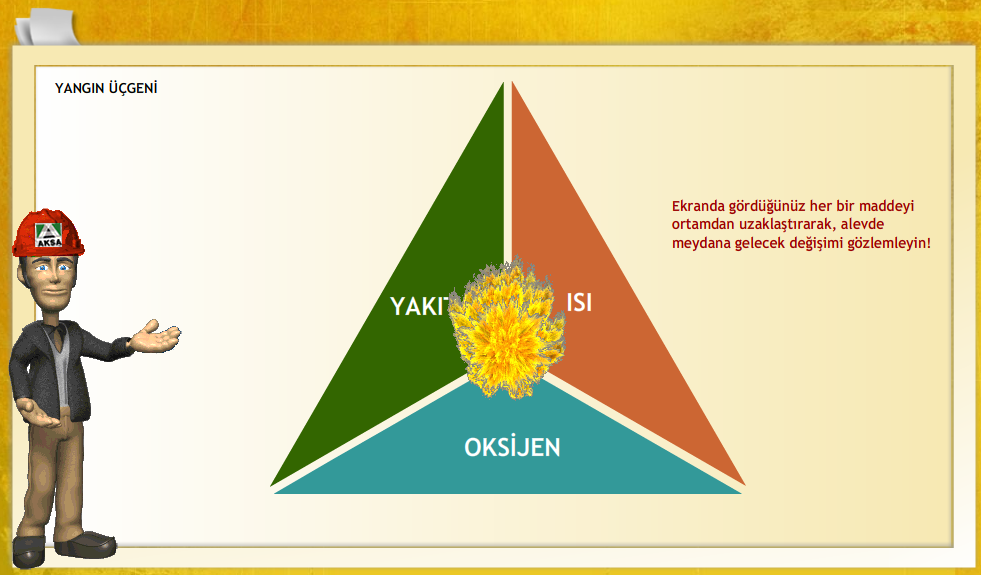 YANGIN ÜÇGENİ
Ekranda gördüğünüz her bir maddeyi
ortamdan uzaklaştırarak, alevde
meydana gelecek değişimi gözlemleyin!
AKSA
YAKIT
ISI
OKSİJEN